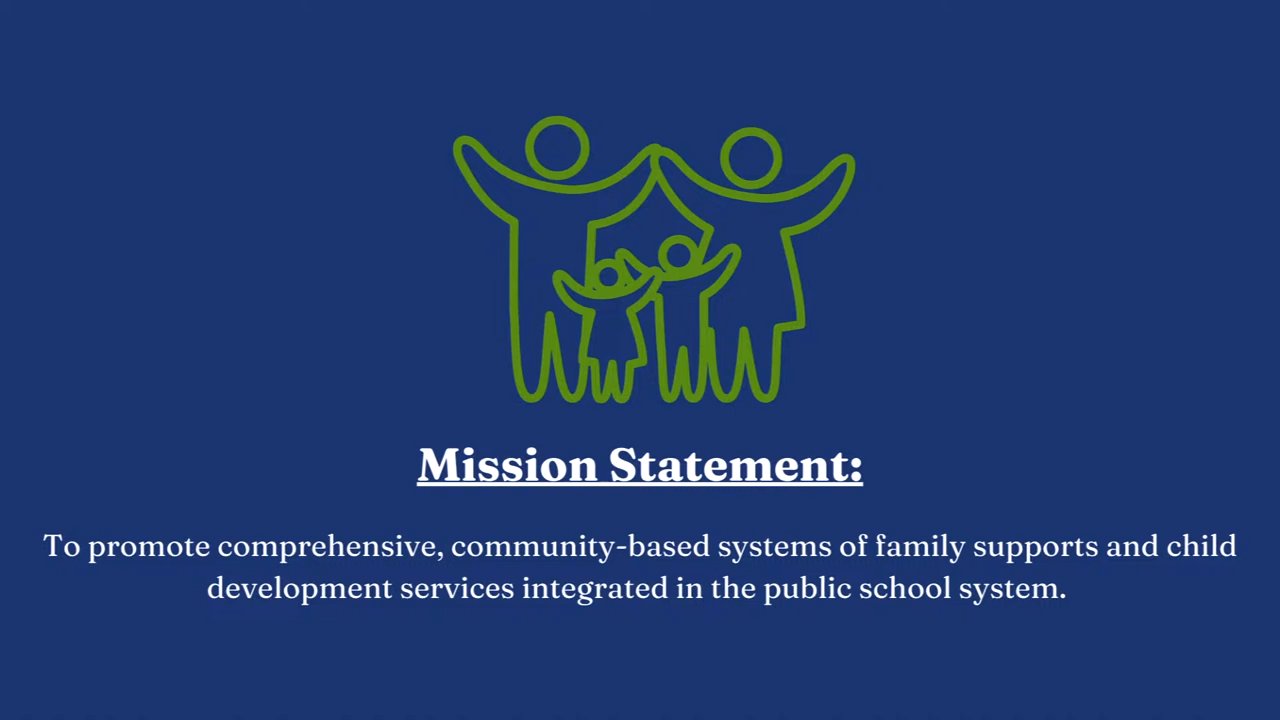 Mission Statement:
To promote comprehensive, community-based systems of family supports and child
development services integrated in the public school system.